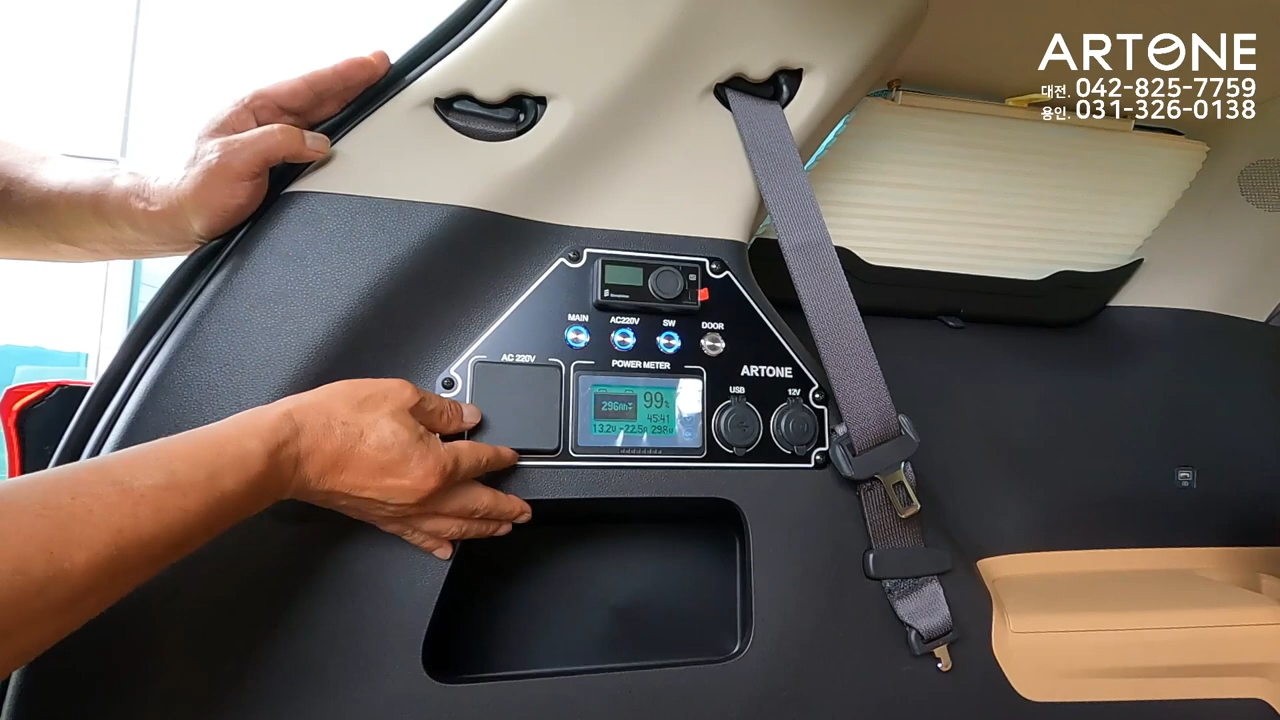 ARTONE
대전. 042-825-7759
용인. 031-326-0138
MAIN
AC220V
SW
DOOR
AC 220V
POWER METER
ARTONE
USB
12V
296Ah
99%
45:41
13.2v -22.5A 298W